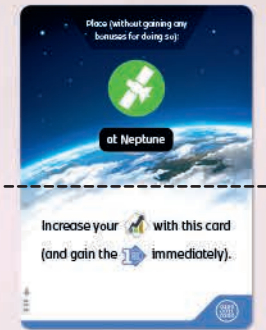 Place (without gaining any
bonuses for doing so):
at Neptune
Increase your with this card
(and gain the 1 immediately).